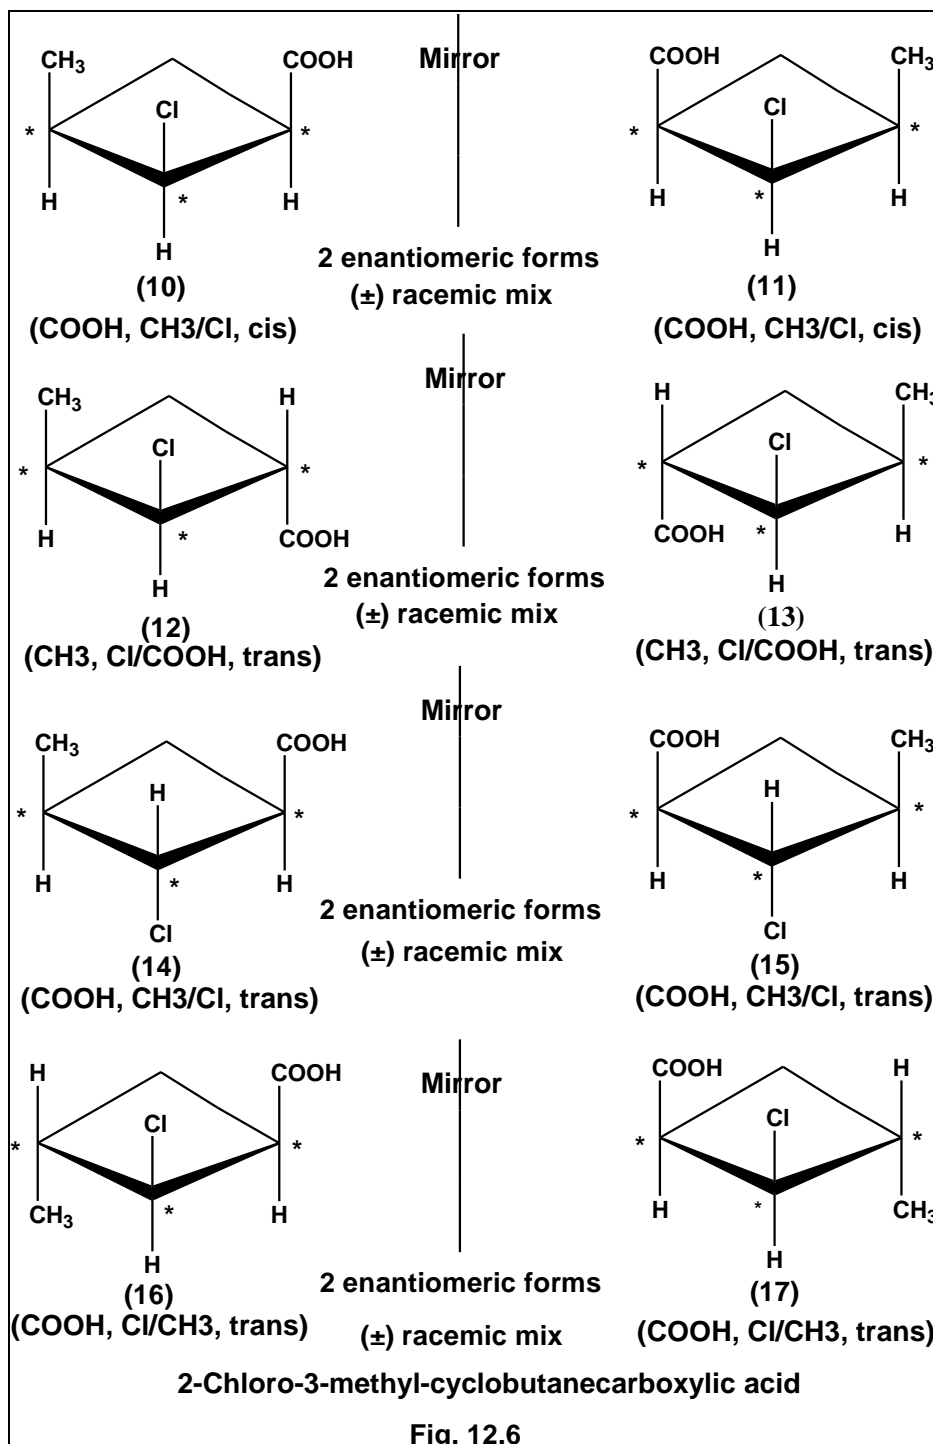 CH3 COOH Mirror COOH CH3
Cl Cl
* * * *
H * H H * H
H H
2 enantiomeric forms
(10) (11)
(±) racemic mix
(COOH, CH3/Cl, cis) (COOH, CH3/Cl, cis)
Mirror
CH3 H H CH3
Cl Cl
* * * *
H * COOH COOH * H
H H
2 enantiomeric forms
(12) (±) racemic mix (13)
(CH3, Cl/COOH, trans) (CH3, Cl/COOH, trans)
Mirror
CH3 COOH COOH CH3
H H
* * * *
H * H H * H
Cl Cl
2 enantiomeric forms
(14) (±) racemic mix (15)
(COOH, CH3/Cl, trans) (COOH, CH3/Cl, trans)
H COOH Mirror COOH H
Cl Cl
* * * *
CH3 * H H * CH3
H H
2 enantiomeric forms
(16) (17)
(COOH, Cl/CH3, trans) (±) racemic mix (COOH, Cl/CH3, trans)
2-Chloro-3-methyl-cyclobutanecarboxylic acid
Fig. 12.6